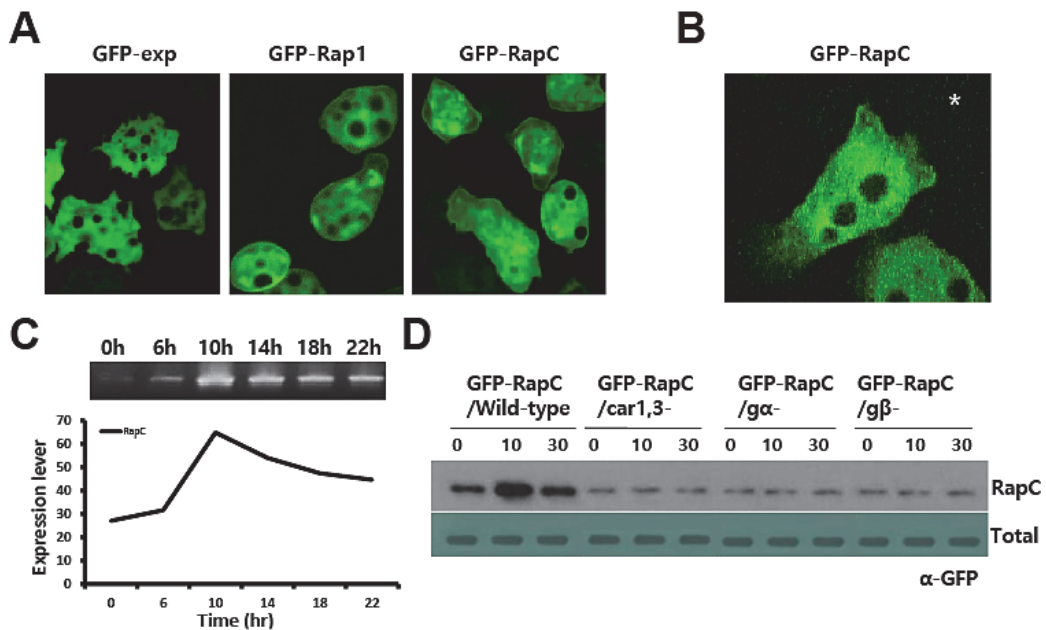 A
GFP-exp GFP-Rap1 GFP-RapC
B
GFP-RapC
*
C
0h 6h 10h 14h 18h 22h
70
60
50
40
30
20
10
0
Expression lever
RapC
0 6 10 14 18 22
Time (hr)
D
GFP-RapC GFP-RapC GFP-RapC GFP-RapC
/Wild-type /car1,3- /gα- /gβ-
0 10 30 0 10 30 0 10 30 0 10 30
RapC
Total
α-GFP